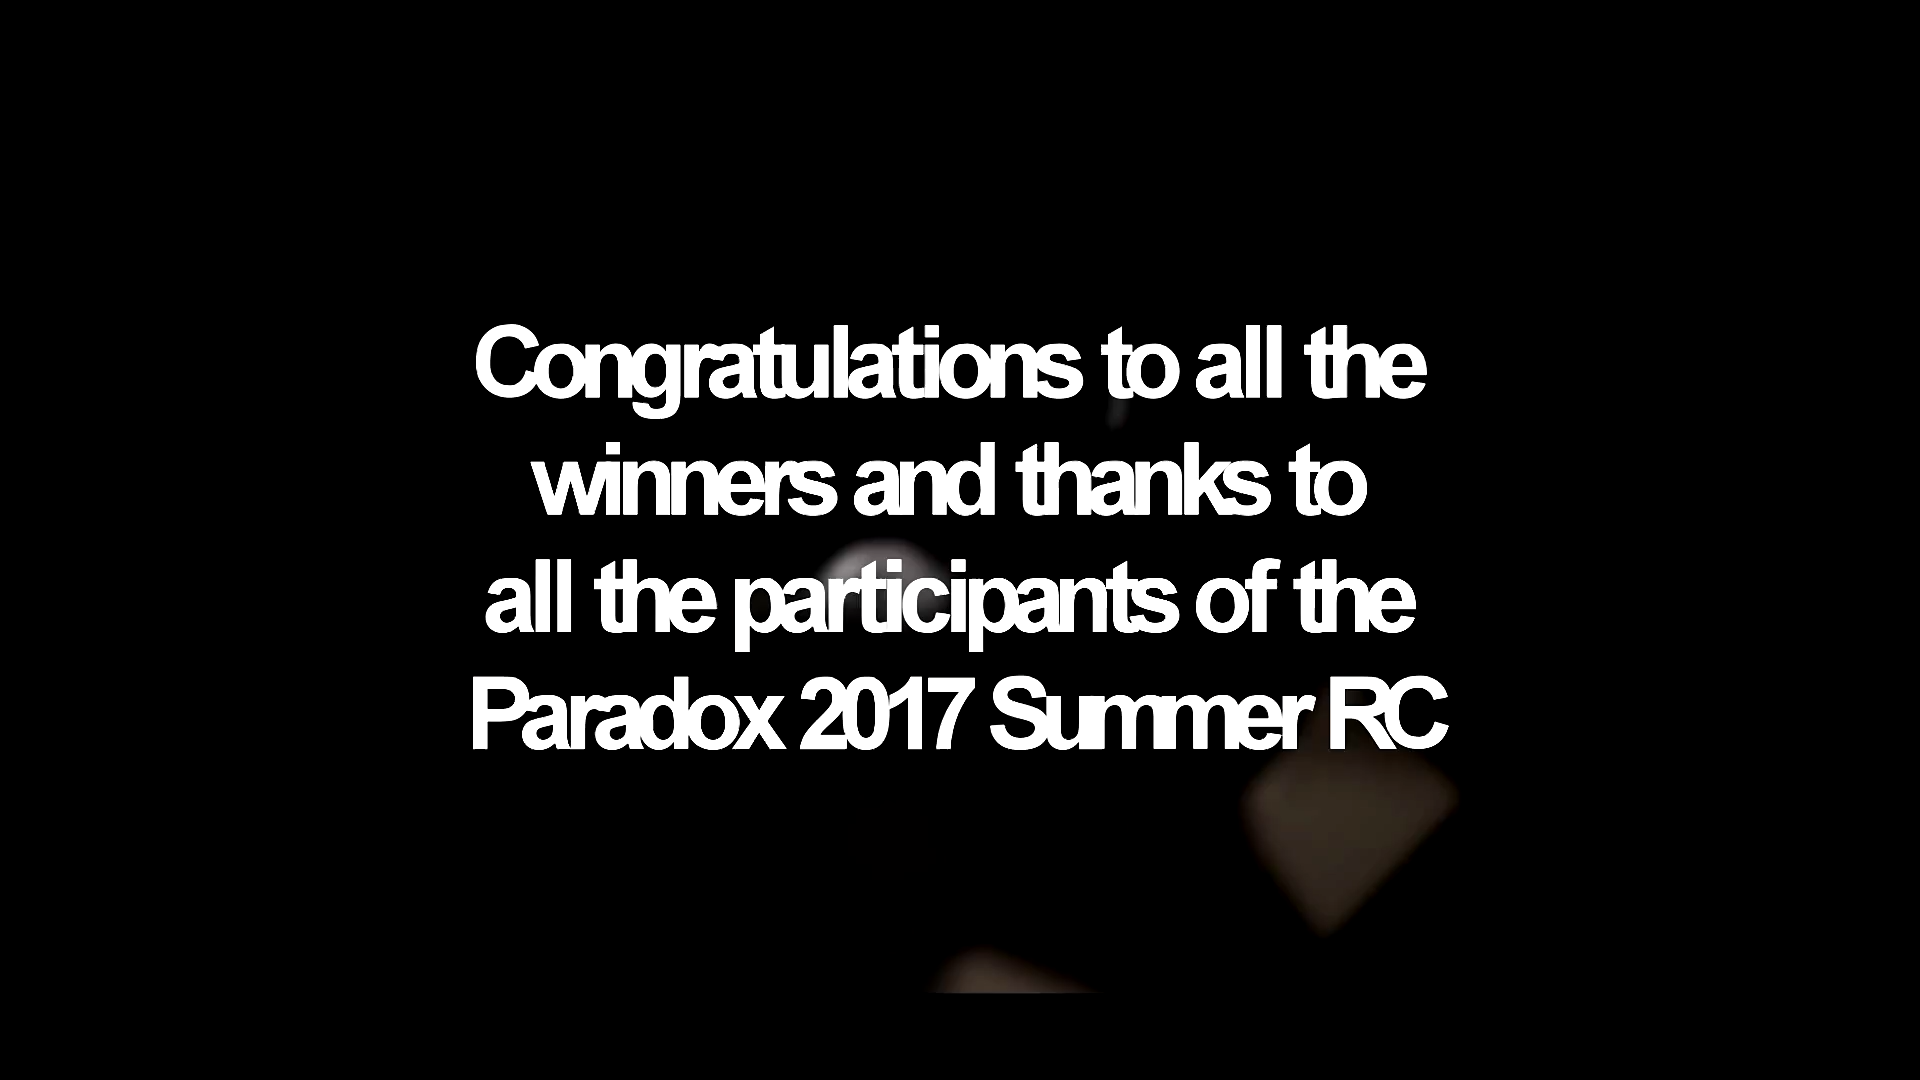 Congratulations to all the
winners and thanks to
all the participants of the
Paradox 2017 Summer RC